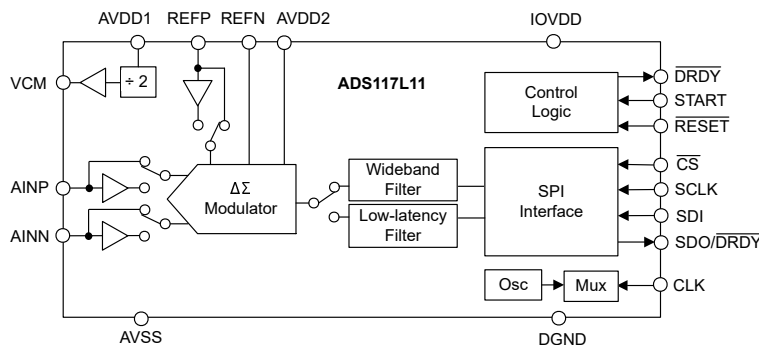 AVDD1 REFP REFN AVDD2 IOVDD
VCM
÷ 2
ADS117L11
Control
Logic
DRDY
START
RESET
AINP
AINN
ΔΣ
Modulator
Wideband
Filter
Low-latency
Filter
SPI
Interface
CS
SCLK
SDI
SDO/DRDY
Osc
Mux
CLK
AVSS
DGND